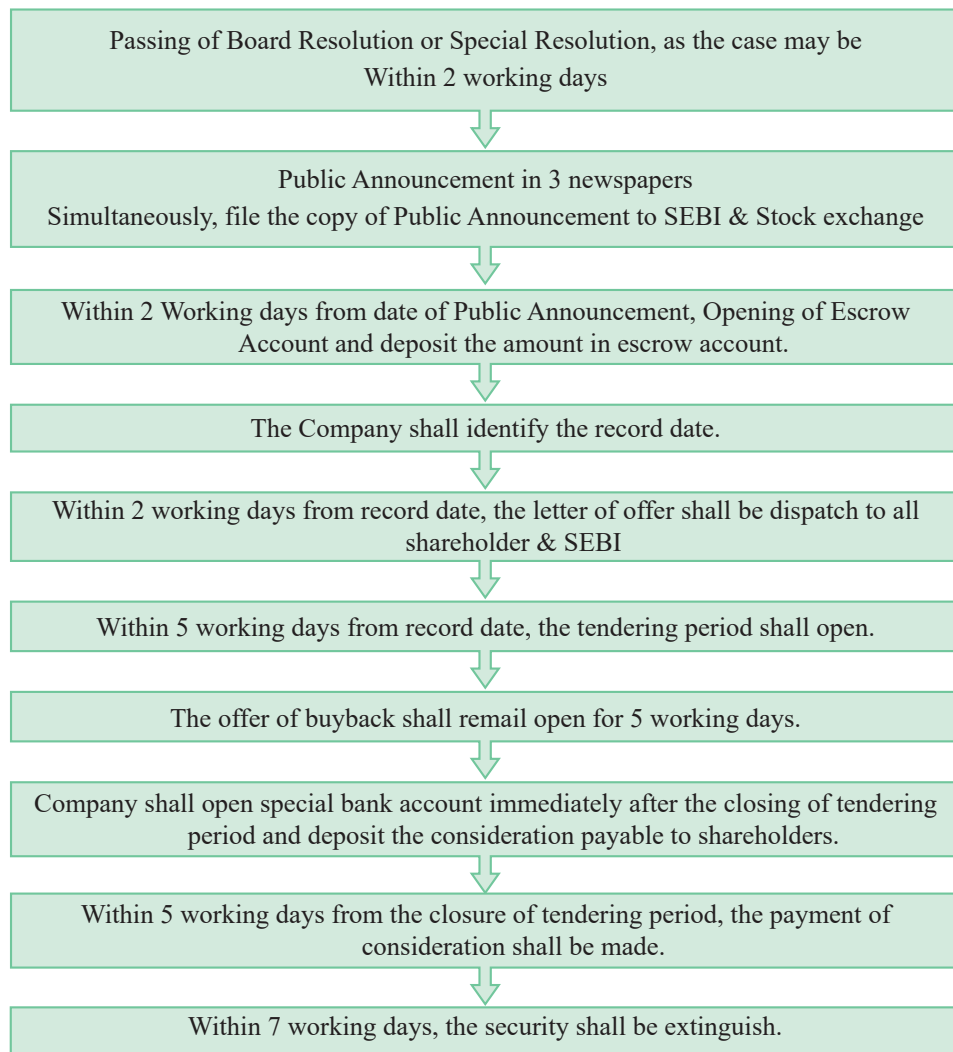 Passing of Board Resolution or Special Resolution, as the case may be
Within 2 working days
Public Announcement in 3 newspapers
Simultaneously, file the copy of Public Announcement to SEBI & Stock exchange
Within 2 Working days from date of Public Announcement, Opening of Escrow
Account and deposit the amount in escrow account.
The Company shall identify the record date.
Within 2 working days from record date, the letter of offer shall be dispatch to all
shareholder & SEBI
Within 5 working days from record date, the tendering period shall open.
The offer of buyback shall remail open for 5 working days.
Company shall open special bank account immediately after the closing of tendering
period and deposit the consideration payable to shareholders.
Within 5 working days from the closure of tendering period, the payment of
consideration shall be made.
Within 7 working days, the security shall be extinguish.